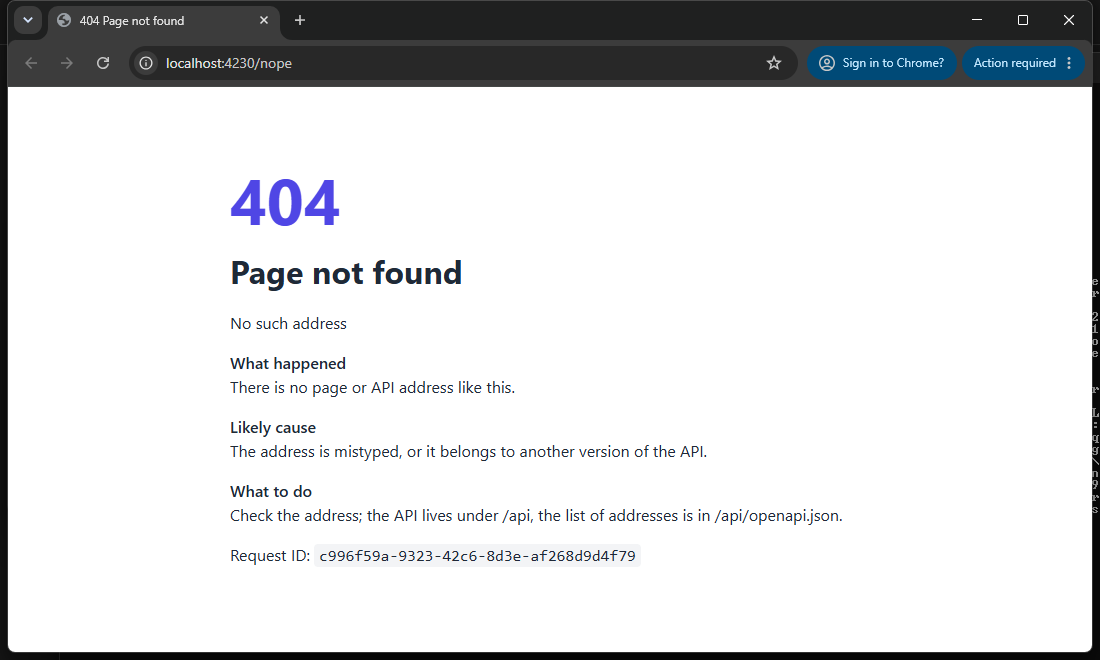 404 Page not found
localhost:4230/nope
Sign in to Chrome?
Action required
404
Page not found
No such address
What happened
There is no page or API address like this.
Likely cause
The address is mistyped, or it belongs to another version of the API.
What to do
Check the address; the API lives under /api, the list of addresses is in /api/openapi.json.
Request ID: c996f59a-9323-42c6-8d3e-af268d9d4f79